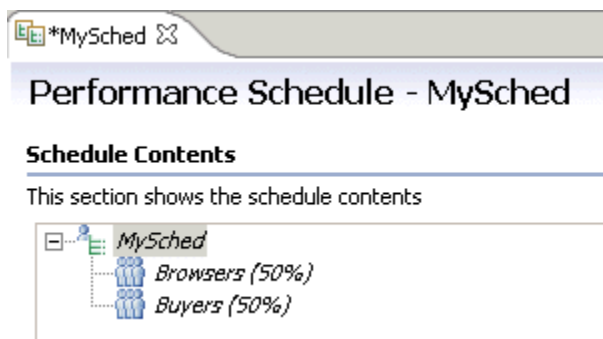 *MySched
Performance Schedule - MySched
Schedule Contents
This section shows the schedule contents
MySched
Browsers (50%)
Buyers (50%)